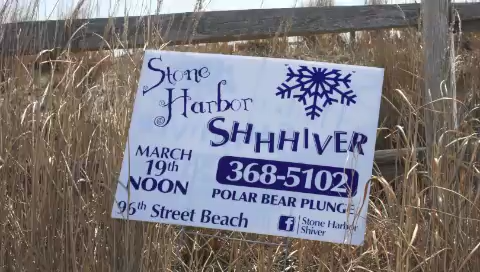 Stone
Harbor
SHHHIVER
MARCH
19th
NOON
368-5102
POLAR BEAR PLUNGE
96th Street Beach
f Stone Harbor
Shiver